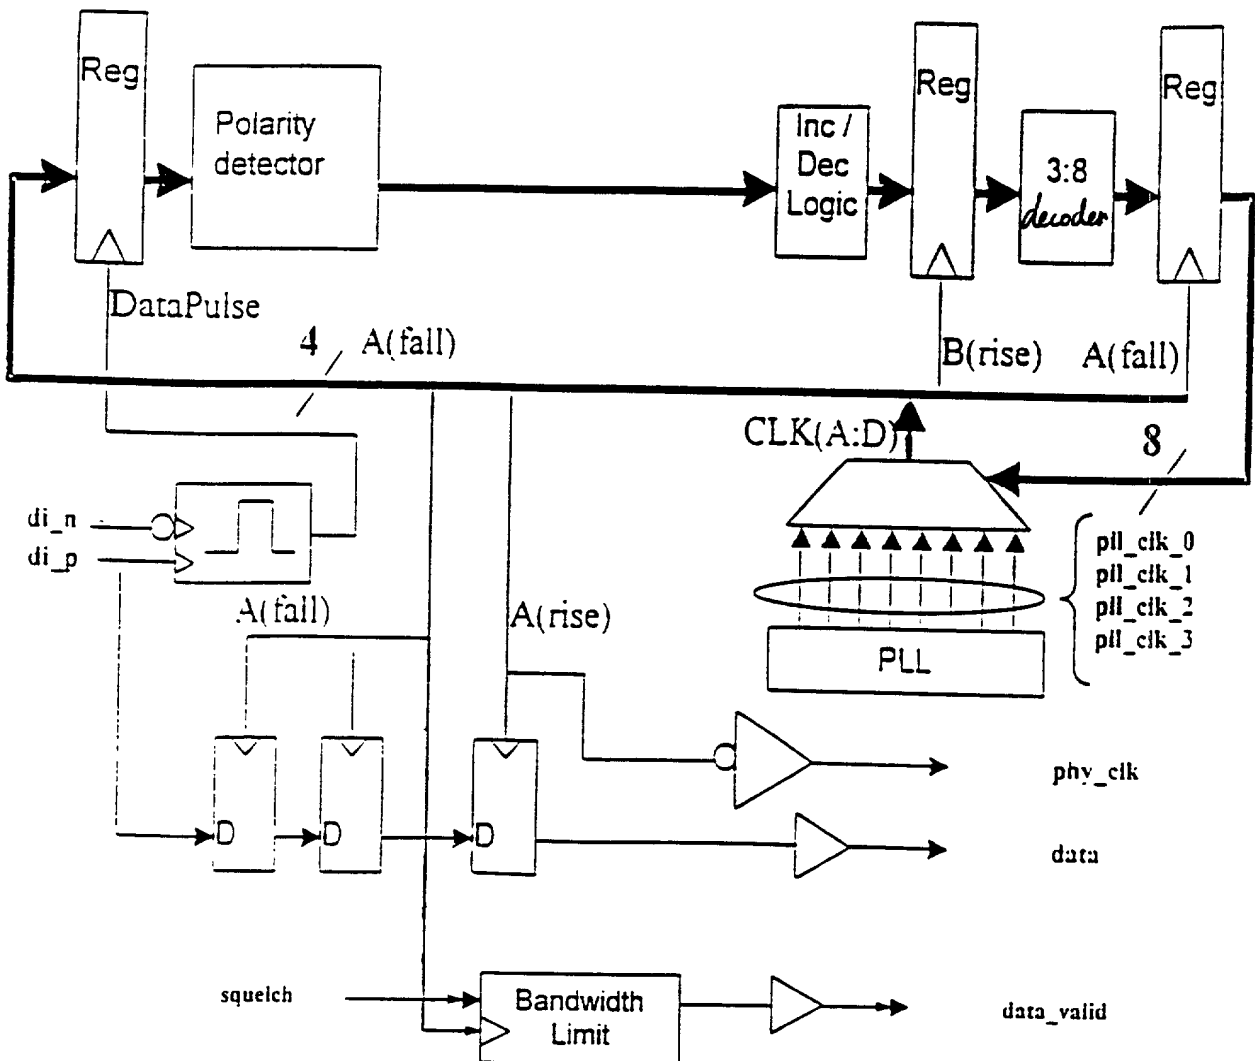 Reg
Polarity
detector
Inc /
Dec
Logic
Reg
3:8
decoder
Reg
DataPulse
4
A(fall)
B(rise)
A(fall)
CLK(A:D)
8
di_n
di_p
A(fall)
A(rise)
pll_clk_0
pll_clk_1
pll_clk_2
pll_clk_3
PLL
phy_clk
D
D
D
data
squelch
Bandwidth
Limit
data_valid